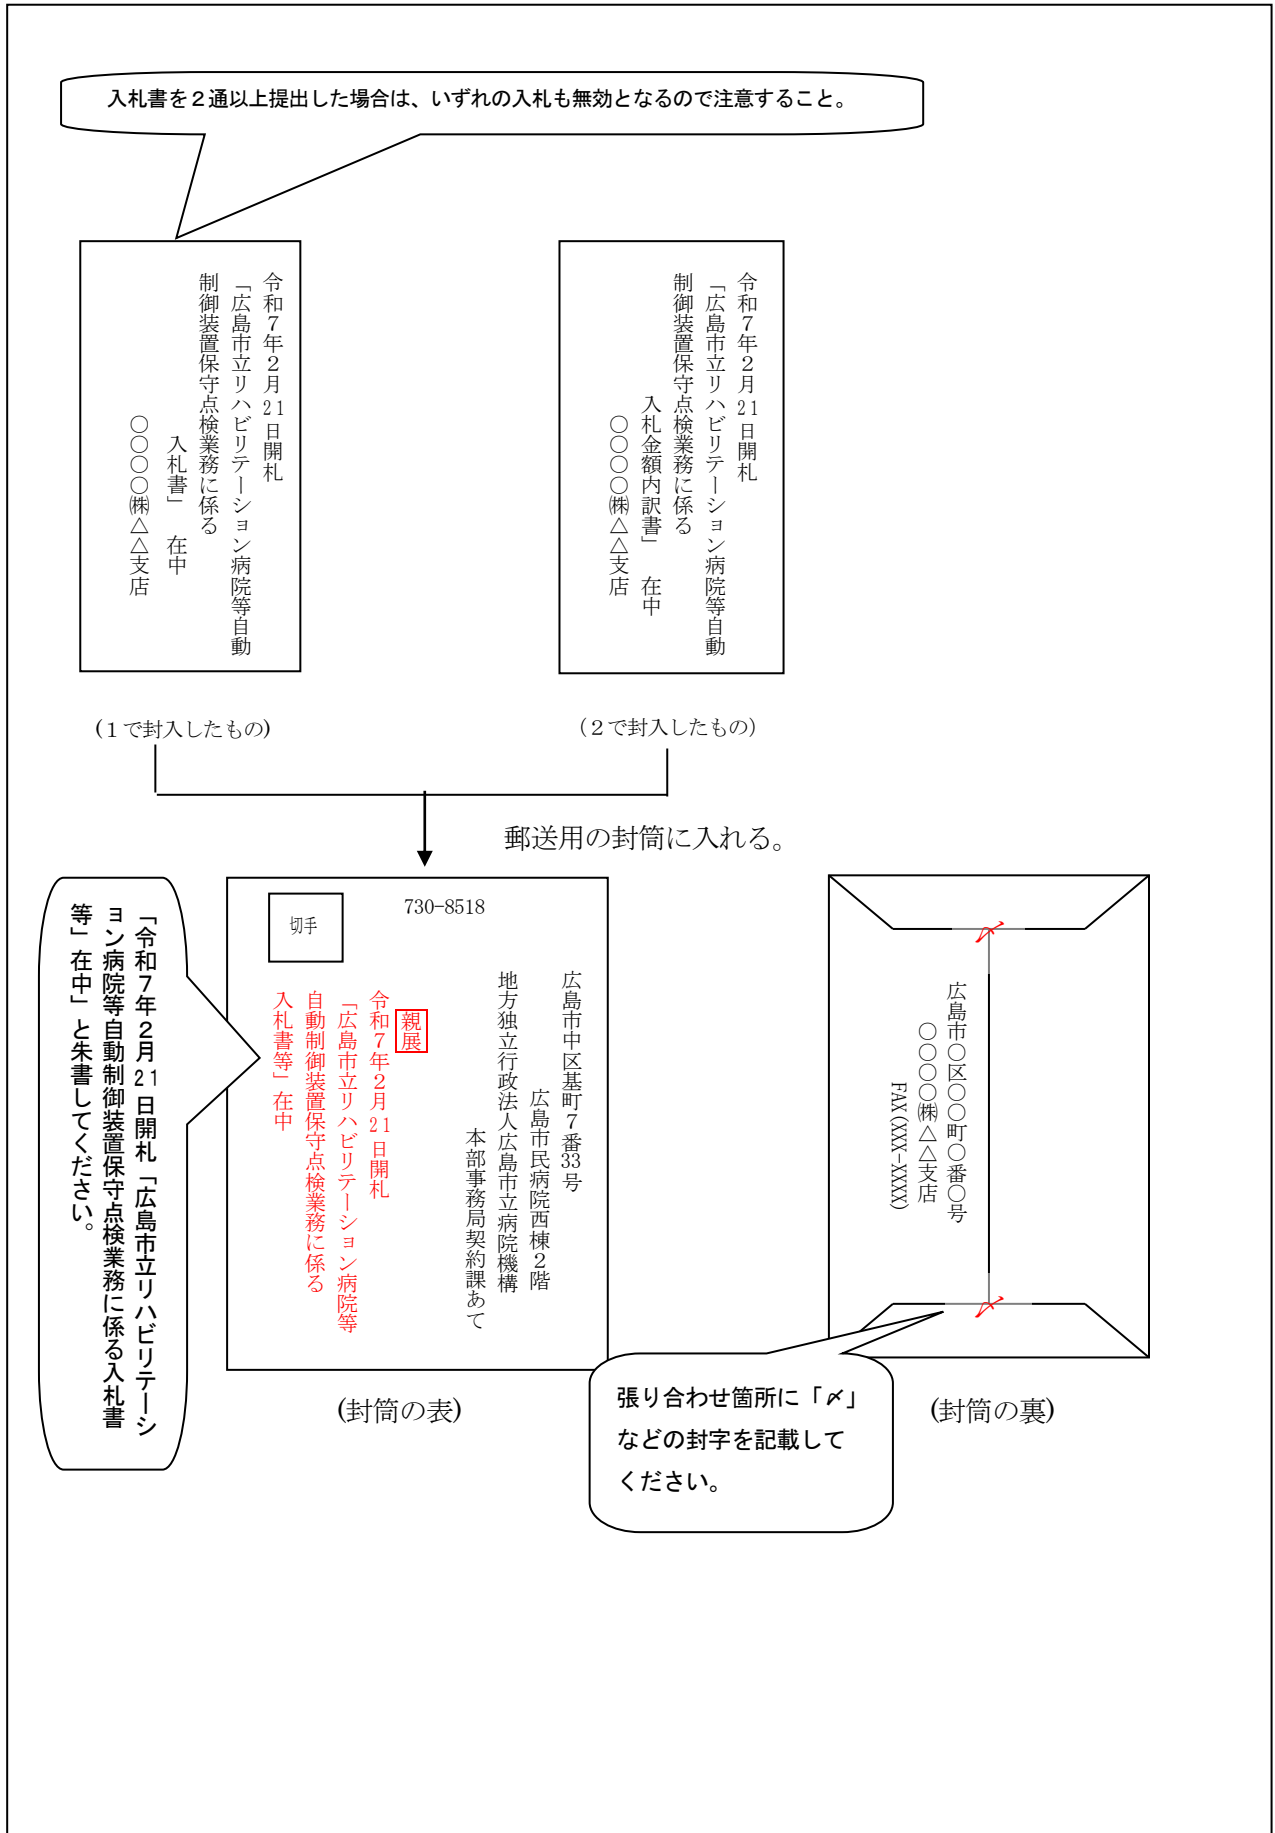 入札書を２通以上提出した場合は、いずれの入札も無効となるので注意すること。
令和７年２月21日開札
「広島市立リハビリテーション病院等自動
制御装置保守点検業務に係る
入札書」　在中
○○○○㈱△△支店
令和７年２月21日開札
「広島市立リハビリテーション病院等自動
制御装置保守点検業務に係る
入札金額内訳書」　在中
○○○○㈱△△支店
(１で封入したもの)
(２で封入したもの)
郵送用の封筒に入れる。
「令和７年２月21日開札「広島市立リハビリテーシ
ョン病院等自動制御装置保守点検業務に係る入札書
等」在中」と朱書してください。
切手
730-8518
広島市中区基町７番33号
広島市民病院西棟２階
地方独立行政法人広島市立病院機構
本部事務局契約課あて
親展
令和７年２月21日開札
「広島市立リハビリテーション病院等
自動制御装置保守点検業務に係る
入札書等」在中
(封筒の表)
〆
広島市○区○○町○番○号
○○○○㈱△△支店
FAX(XXX-XXXX)
〆
張り合わせ箇所に「〆」
などの封字を記載して
ください。
(封筒の裏)